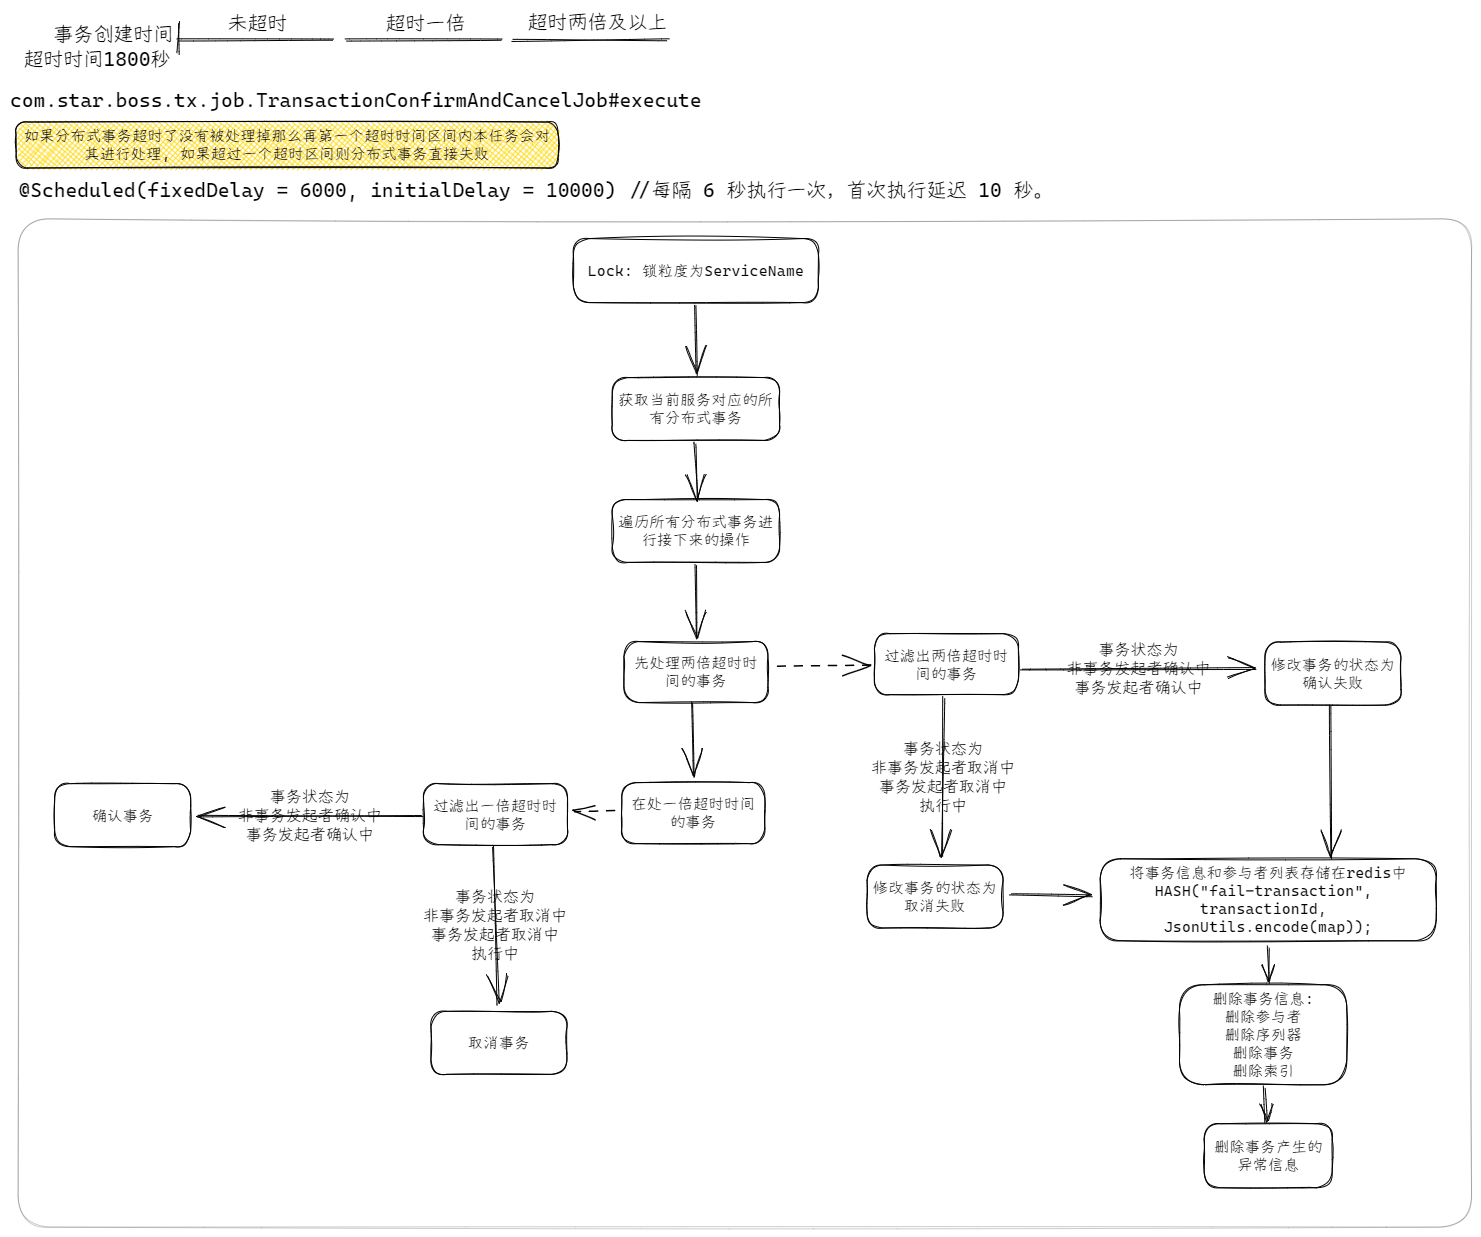 事务创建时间
超时时间1800秒
未超时
超时一倍
超时两倍及以上
com.star.boss.tx.job.TransactionConfirmAndCancelJob#execute
如果分布式事务超时了没有被处理掉那么再第一个超时时间区间内本任务会对
其进行处理, 如果超过一个超时区间则分布式事务直接失败
@Scheduled(fixedDelay = 6000, initialDelay = 10000) //每隔 6 秒执行一次，首次执行延迟 10 秒。
Lock: 锁粒度为ServiceName
获取当前服务对应的所
有分布式事务
遍历所有分布式事务进
行接下来的操作
先处理两倍超时时
间的事务
过滤出两倍超时时
间的事务
事务状态为
非事务发起者确认中
事务发起者确认中
修改事务的状态为
确认失败
事务状态为
非事务发起者取消中
事务发起者取消中
执行中
在处一倍超时时间
的事务
过滤出一倍超时时
间的事务
事务状态为
非事务发起者确认中
事务发起者确认中
确认事务
事务状态为
非事务发起者取消中
事务发起者取消中
执行中
取消事务
修改事务的状态为
取消失败
将事务信息和参与者列表存储在redis中
HASH("fail-transaction",
transactionId,
JsonUtils.encode(map));
删除事务信息:
删除参与者
删除序列器
删除事务
删除索引
删除事务产生的
异常信息